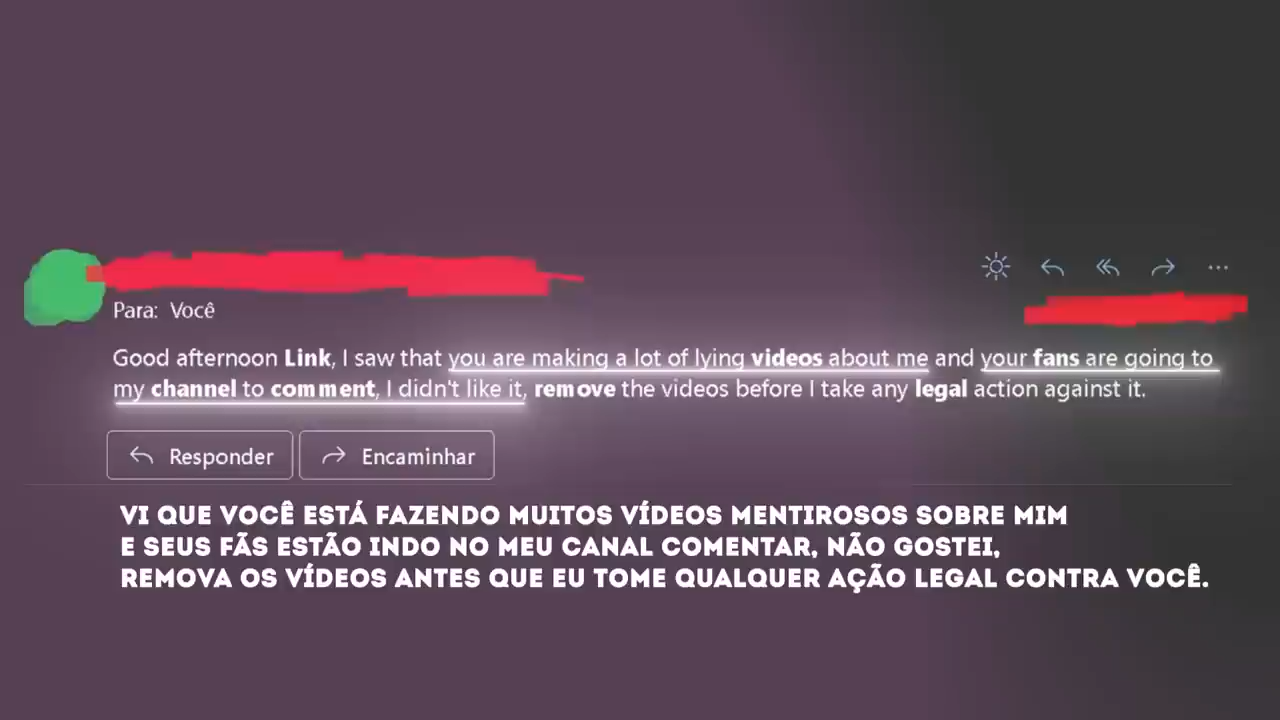 Para: Você
Good afternoon Link, I saw that you are making a lot of lying videos about me and your fans are going to
my channel to comment, I didn't like it, remove the videos before I take any legal action against it.
Responder Encaminhar
VI QUE VOCÊ ESTÁ FAZENDO MUITOS VÍDEOS MENTIROSOS SOBRE MIM
E SEUS FÃS ESTÃO INDO NO MEU CANAL COMENTAR, NÃO GOSTEI,
REMOVA OS VÍDEOS ANTES QUE EU TOME QUALQUER AÇÃO LEGAL CONTRA VOCÊ.